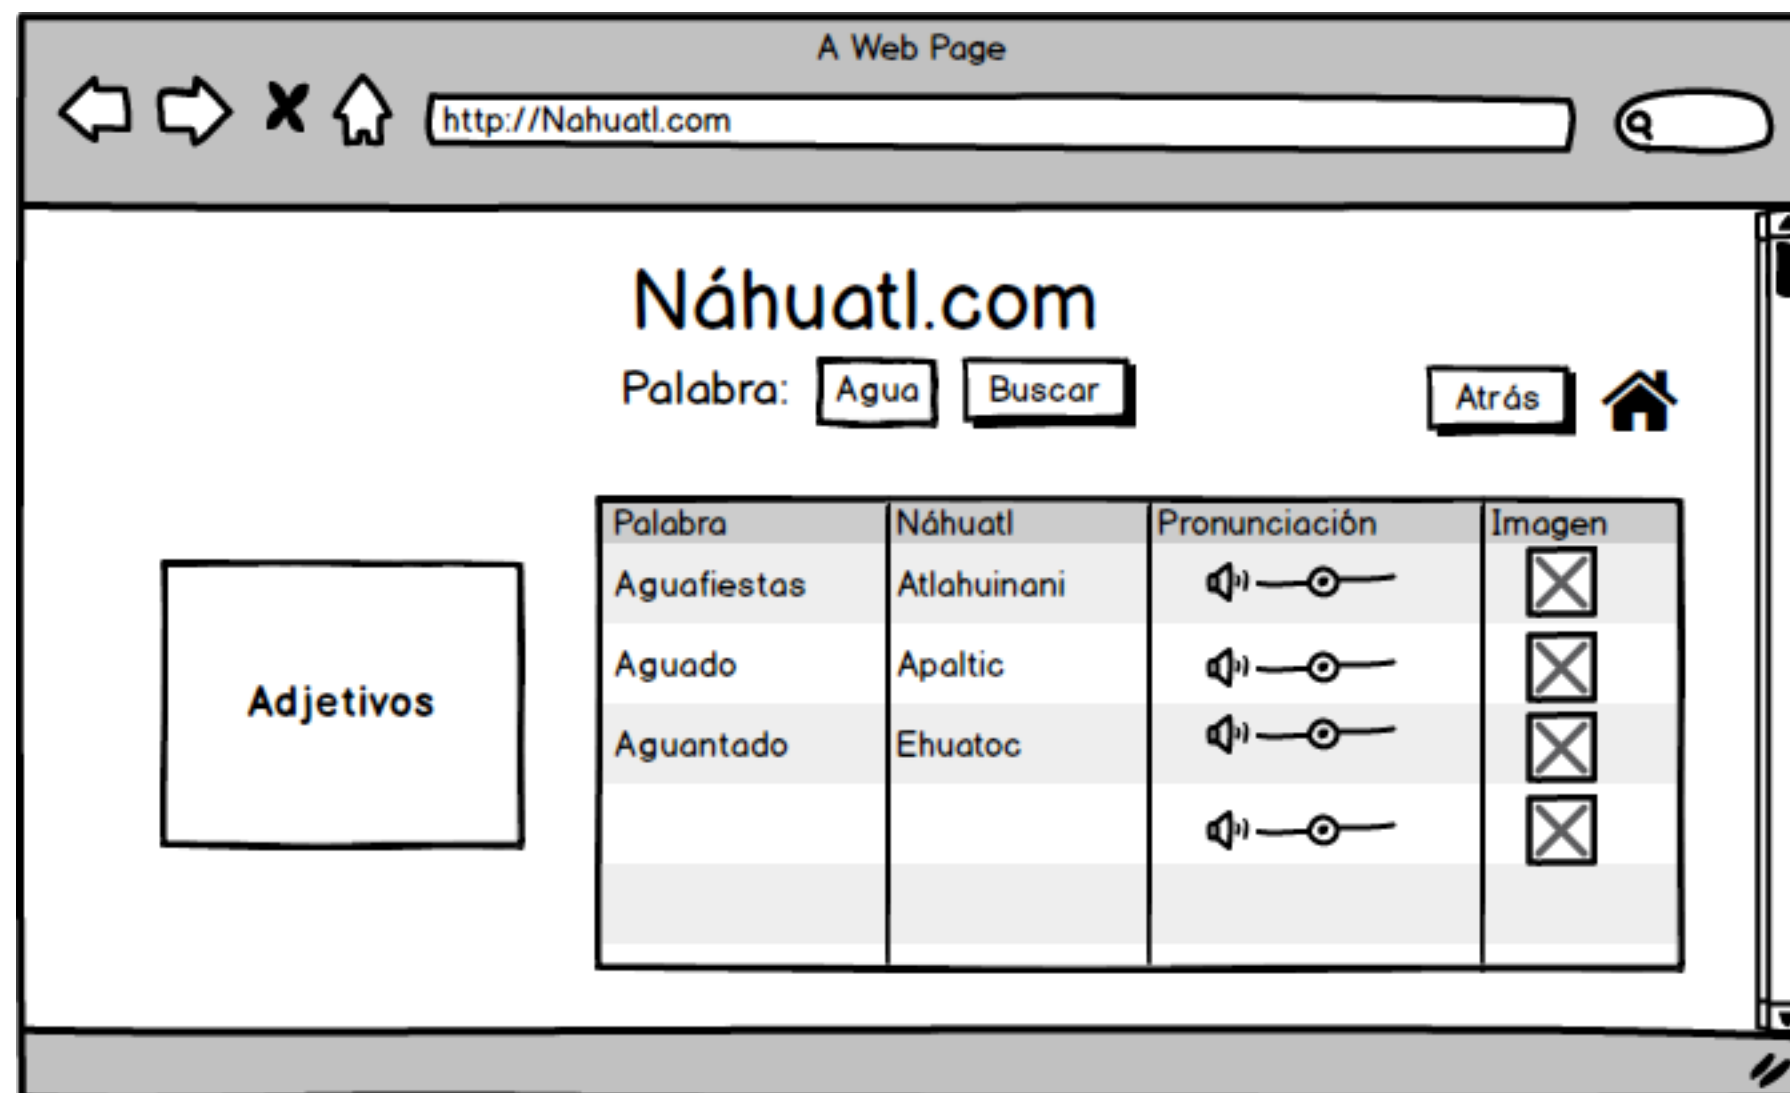 A Web Page
http://Nahuatl.com
Náhuatl.com
Palabra: Agua Buscar Atrás
Palabra Náhuatl Pronunciación Imagen
Aguafiestas Atlahuinani
Aguado Apaltic
Adjetivos
Aguantado Ehuatoc